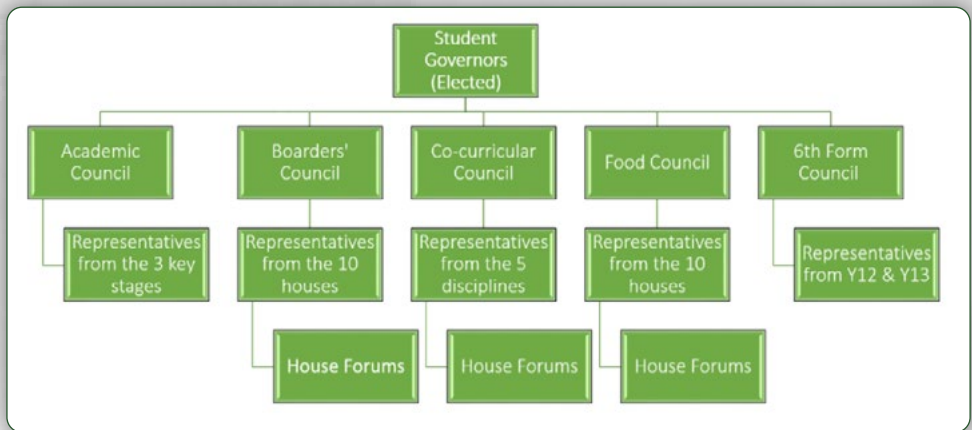 Student
Governors
(Elected)
Academic
Council
Boarders'
Council
Co-curricular
Council
Food Council
6th Form
Council
Representatives
from the 3 key
stages
Representatives
from the 10
houses
Representatives
from the 5
disciplines
Representatives
from the 10
houses
Representatives
from Y12 & Y13
House Forums
House Forums
House Forums